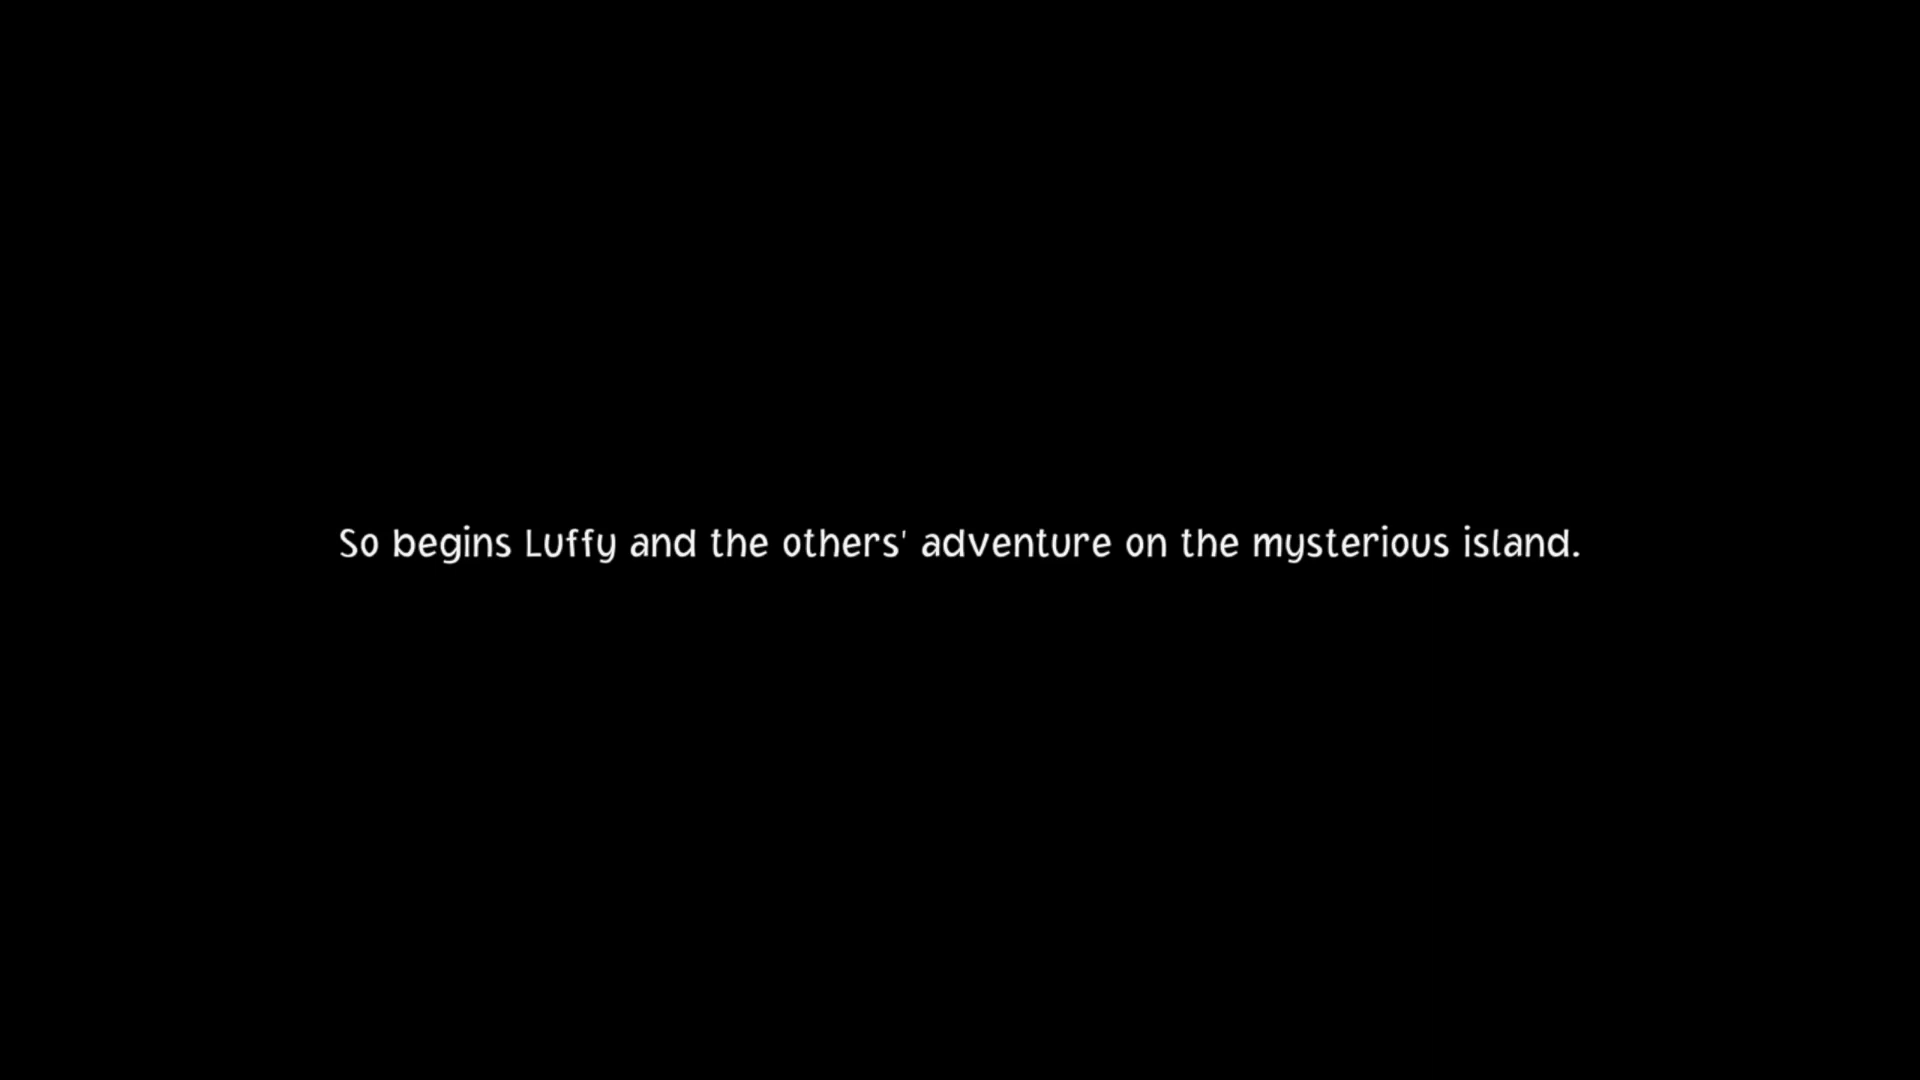 So begins Luffy and the others' adventure on the mysterious island.